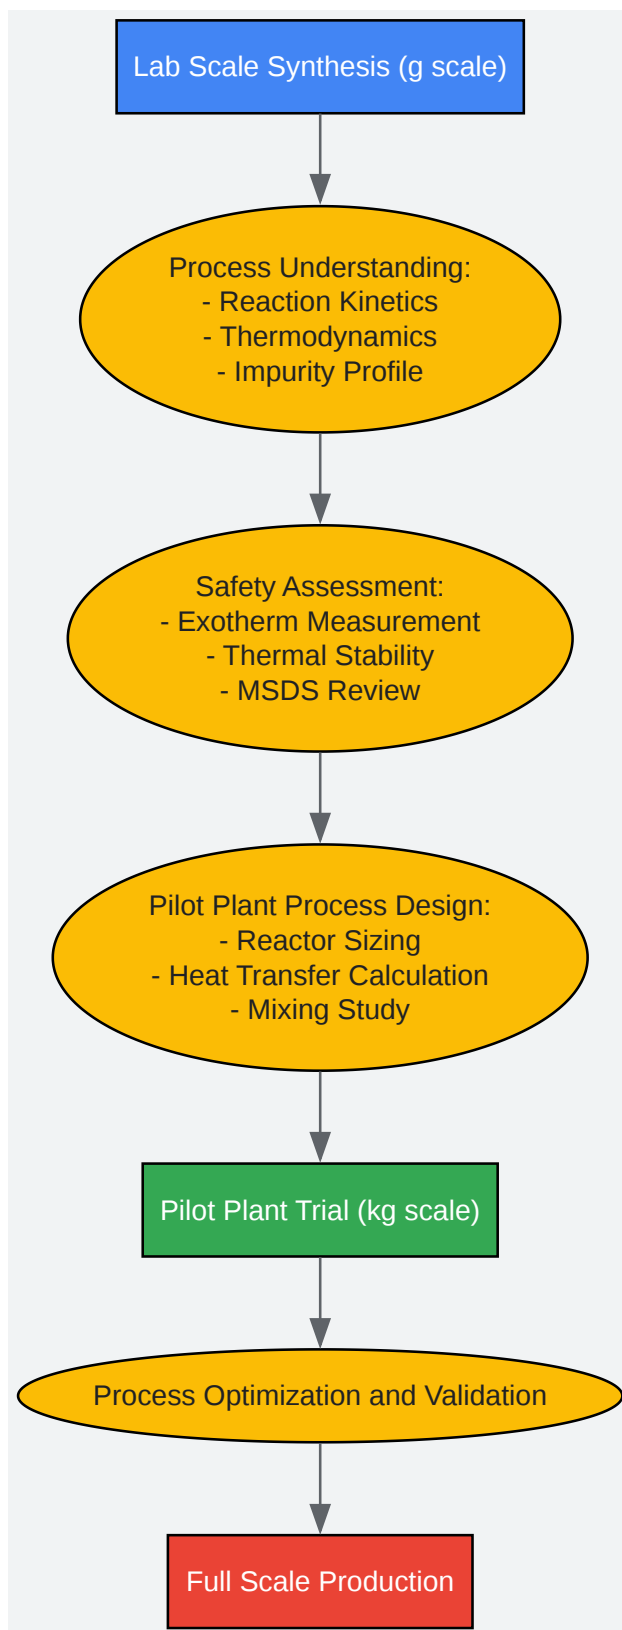 Lab Scale Synthesis (g scale)
Process Understanding:
- Reaction Kinetics
- Thermodynamics
- Impurity Profile
Safety Assessment:
- Exotherm Measurement
- Thermal Stability
- MSDS Review
Pilot Plant Process Design:
- Reactor Sizing
- Heat Transfer Calculation
- Mixing Study
Pilot Plant Trial (kg scale)
Process Optimization and Validation
Full Scale Production